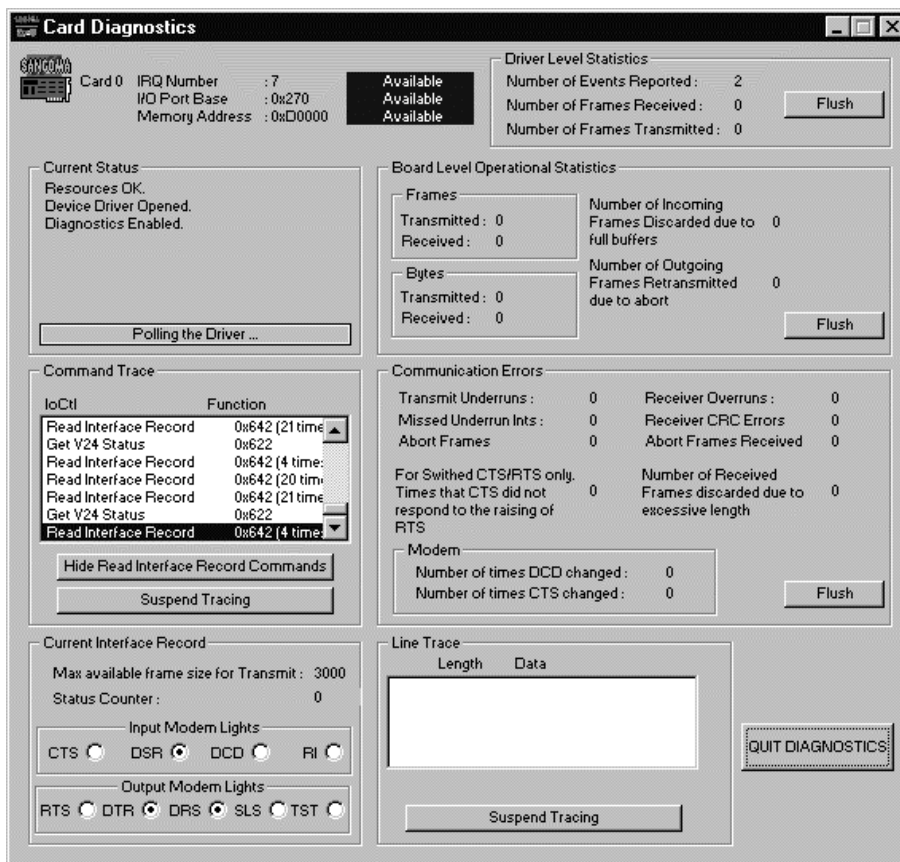 Card Diagnostics
SANGOMA
Card 0
IRQ Number : 7 Available
I/O Port Base : 0x270 Available
Memory Address : 0xD0000 Available
Driver Level Statistics
Number of Events Reported : 2
Number of Frames Received : 0
Number of Frames Transmitted : 0
Flush
Current Status
Resources OK.
Device Driver Opened.
Diagnostics Enabled.
Polling the Driver ...
Board Level Operational Statistics
Frames
Transmitted : 0
Received : 0
Bytes
Transmitted : 0
Received : 0
Number of Incoming
Frames Discarded due to 0
full buffers
Number of Outgoing
Frames Retransmitted 0
due to abort
Flush
Command Trace
IoCtl Function
Read Interface Record 0x642 (21 time
Get V24 Status 0x622
Read Interface Record 0x642 (4 time:
Read Interface Record 0x642 (20 tim
Read Interface Record 0x642 (21 time
Get V24 Status 0x622
Read Interface Record 0x642 (4 time:
Hide Read Interface Record Commands
Suspend Tracing
Communication Errors
Transmit Underruns : 0
Missed Underrun Ints : 0
Abort Frames 0
Receiver Overruns : 0
Receiver CRC Errors 0
Abort Frames Received 0
For Swithed CTS/RTS only.
Times that CTS did not 0
respond to the raising of
RTS
Number of Received
Frames discarded due to 0
excessive length
Modem
Number of times DCD changed : 0
Number of times CTS changed : 0
Flush
Current Interface Record
Max available frame size for Transmit : 3000
Status Counter : 0
Input Modem Lights
CTS DSR DCD RI
Output Modem Lights
RTS DTR DRS SLS TST
Line Trace
Length Data
Suspend Tracing
QUIT DIAGNOSTICS